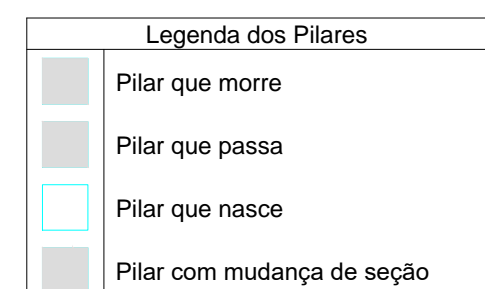 Legenda dos Pilares
Pilar que morre
Pilar que passa
Pilar que nasce
Pilar com mudança de seção